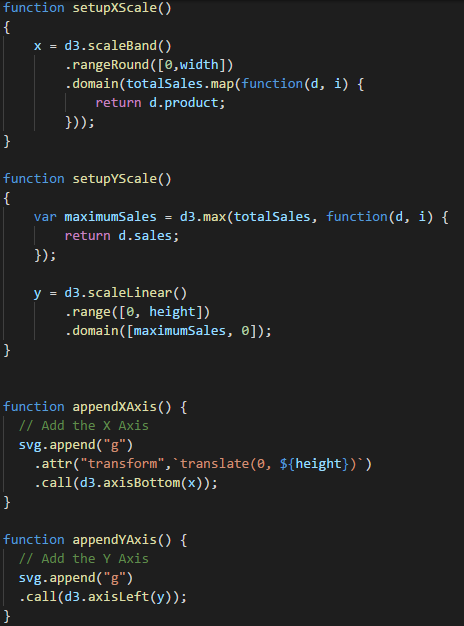 function setupXScale()
{
    x = d3.scaleBand()
        .rangeRound([0,width])
        .domain(totalSales.map(function(d, i) {
            return d.product;
        }));
}

function setupYScale()
{
    var maximumSales = d3.max(totalSales, function(d, i) {
        return d.sales;
    });

    y = d3.scaleLinear()
        .range([0, height])
        .domain([maximumSales, 0]);
}


function appendXAxis() {
  // Add the X Axis
  svg.append("g")
    .attr("transform",`translate(0, ${height})`)
    .call(d3.axisBottom(x));
}

function appendYAxis() {
  // Add the Y Axis
  svg.append("g")
  .call(d3.axisLeft(y));
}